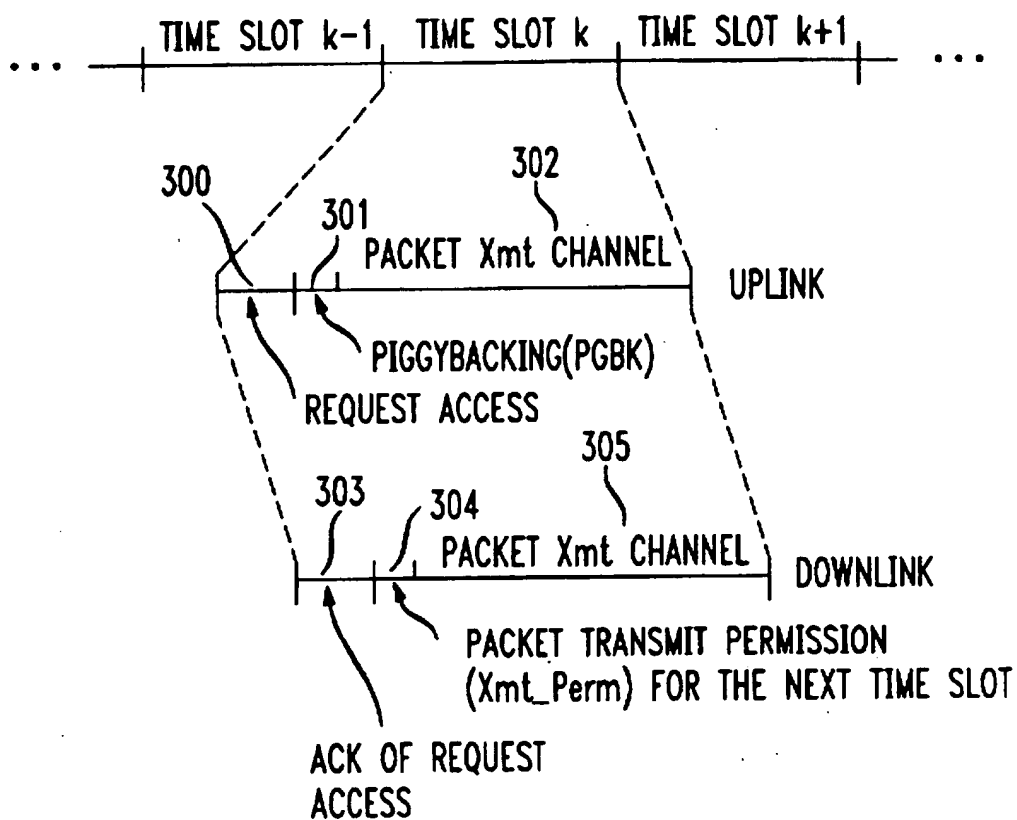 TIME SLOT k-1 TIME SLOT k TIME SLOT k+1
... ...
302
300
301
PACKET Xmt CHANNEL
UPLINK
PIGGYBACKING(PGBK)
REQUEST ACCESS
305
303
304
PACKET Xmt CHANNEL
DOWNLINK
PACKET TRANSMIT PERMISSION
(Xmt_Perm) FOR THE NEXT TIME SLOT
ACK OF REQUEST
ACCESS